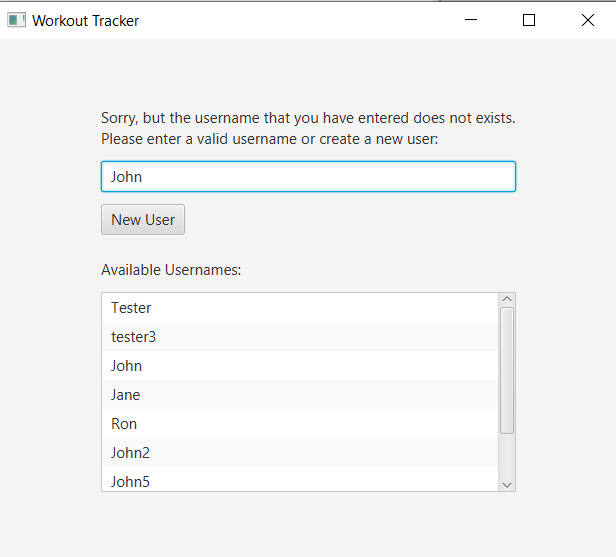 Workout Tracker
Sorry, but the username that you have entered does not exists.
Please enter a valid username or create a new user:
John
New User
Available Usernames:
Tester
tester3
John
Jane
Ron
John2
John5